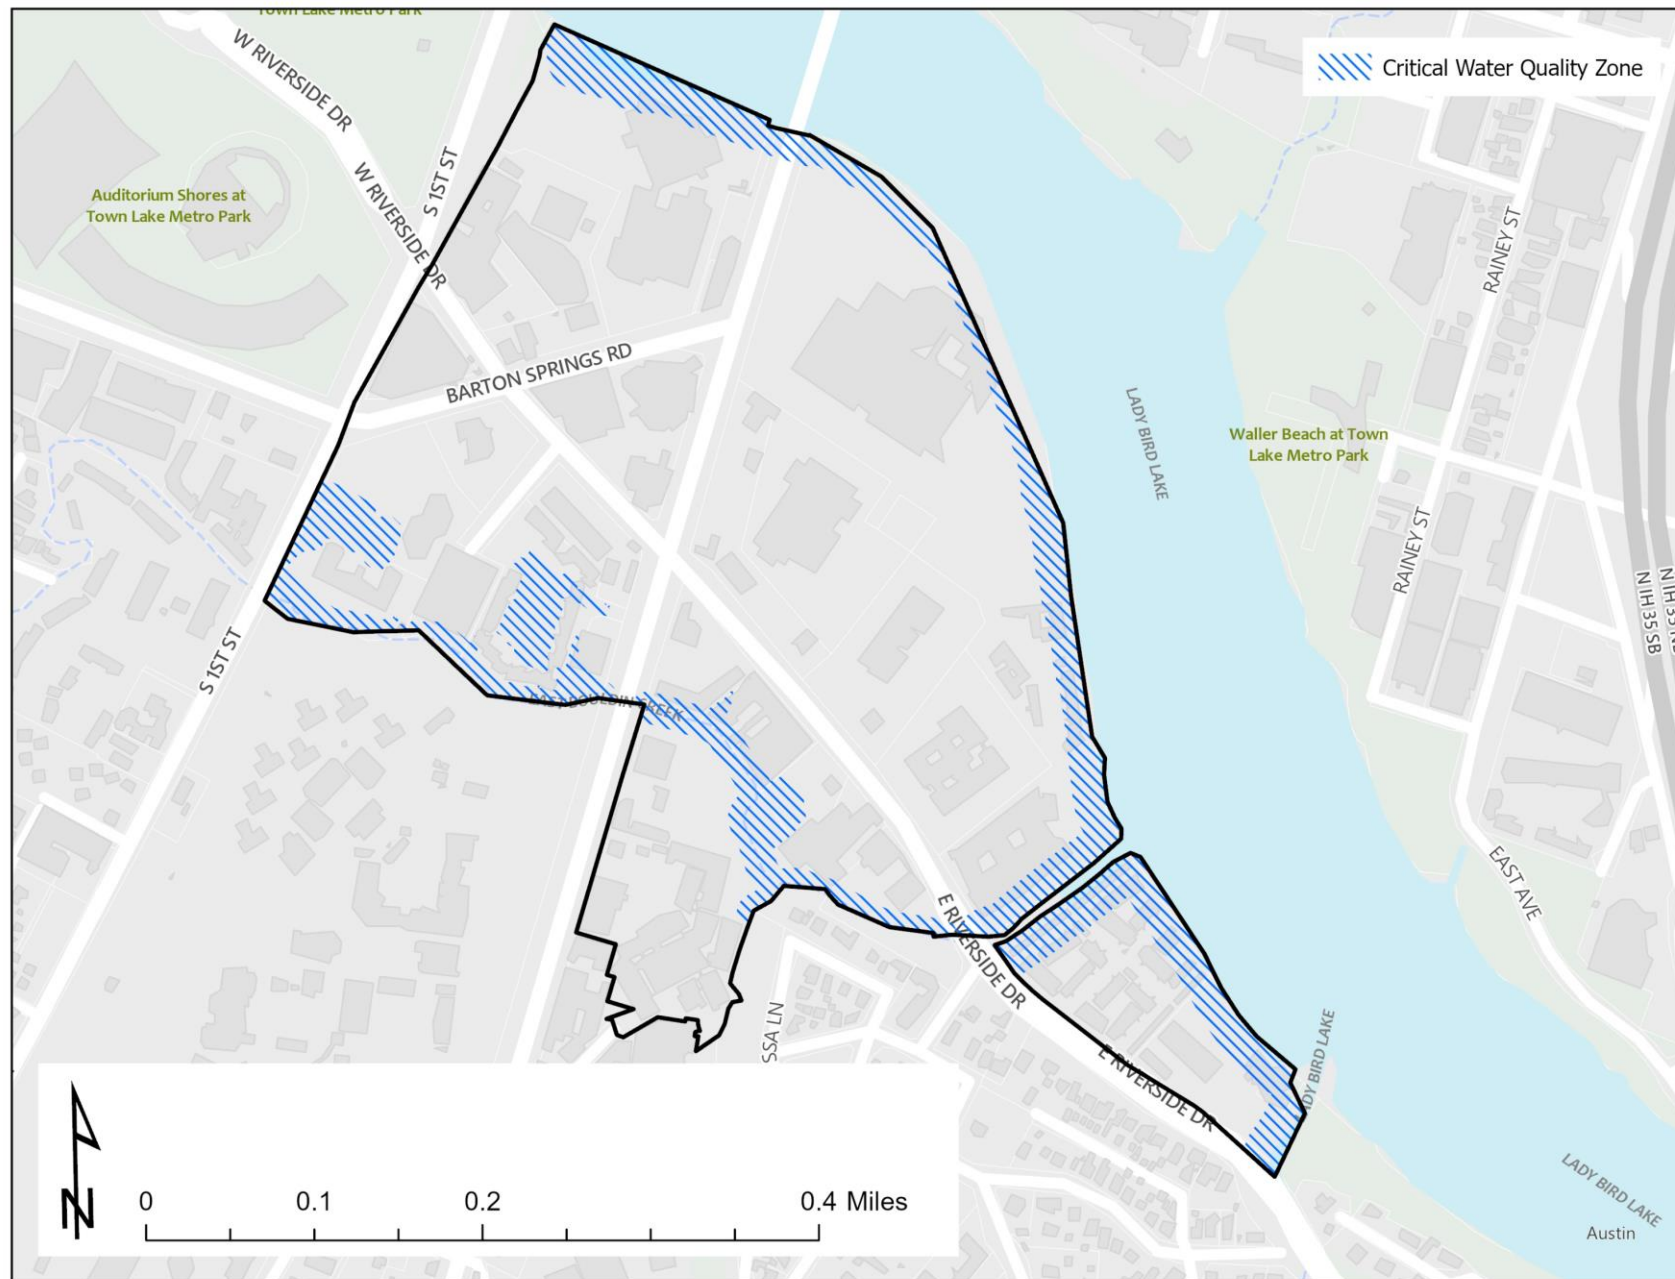 Town Lake Metro Park
W RIVERSIDE DR
Critical Water Quality Zone
S 1ST ST
W RIVERSIDE DR
Auditorium Shores at
Town Lake Metro Park
RAINEY ST
BARTON SPRINGS RD
LADY BIRD LAKE
Waller Beach at Town
Lake Metro Park
RAINEY ST
N IH 35 SB
S 1ST ST
EAST BOULDIN CREEK
EAST AVE
E RIVERSIDE DR
SSA LN
E RIVERSIDE DR
LADY BIRD LAKE
LADY BIRD LAKE
Austin
N
0 0.1 0.2 0.4 Miles